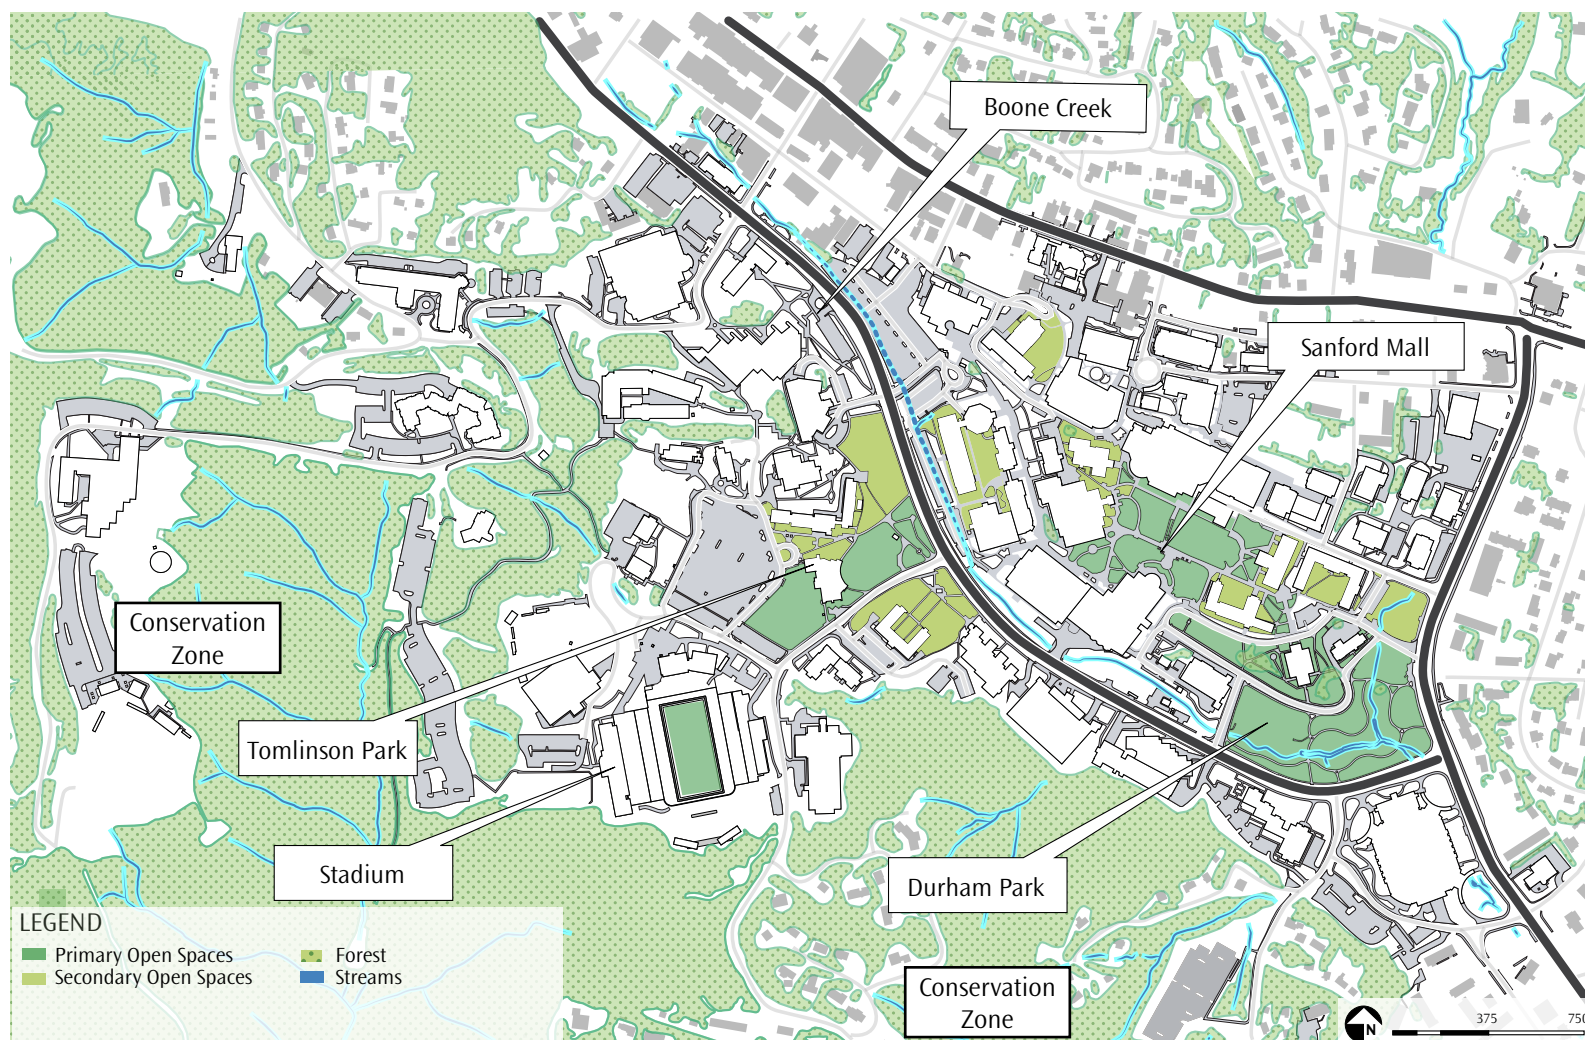 Boone Creek
Sanford Mall
Conservation
Zone
Tomlinson Park
Stadium
Durham Park
LEGEND
Primary Open Spaces
Forest
Secondary Open Spaces
Streams
Conservation
Zone
N
375
750